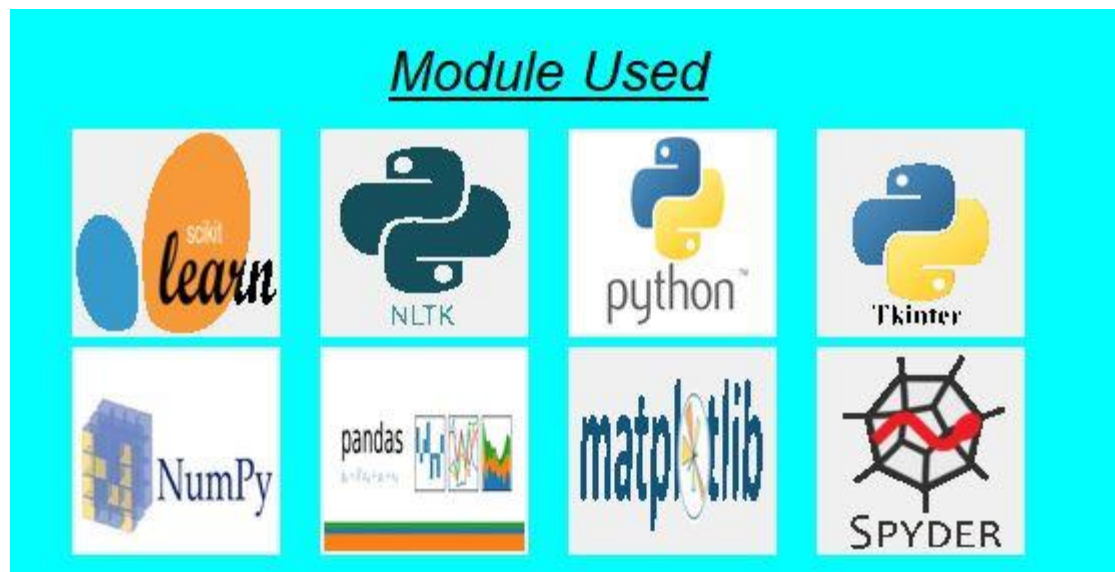 Module Used
scikit
learn
NLTK
python™
Tkinter
NumPy
pandas
matplotlib
SPYDER